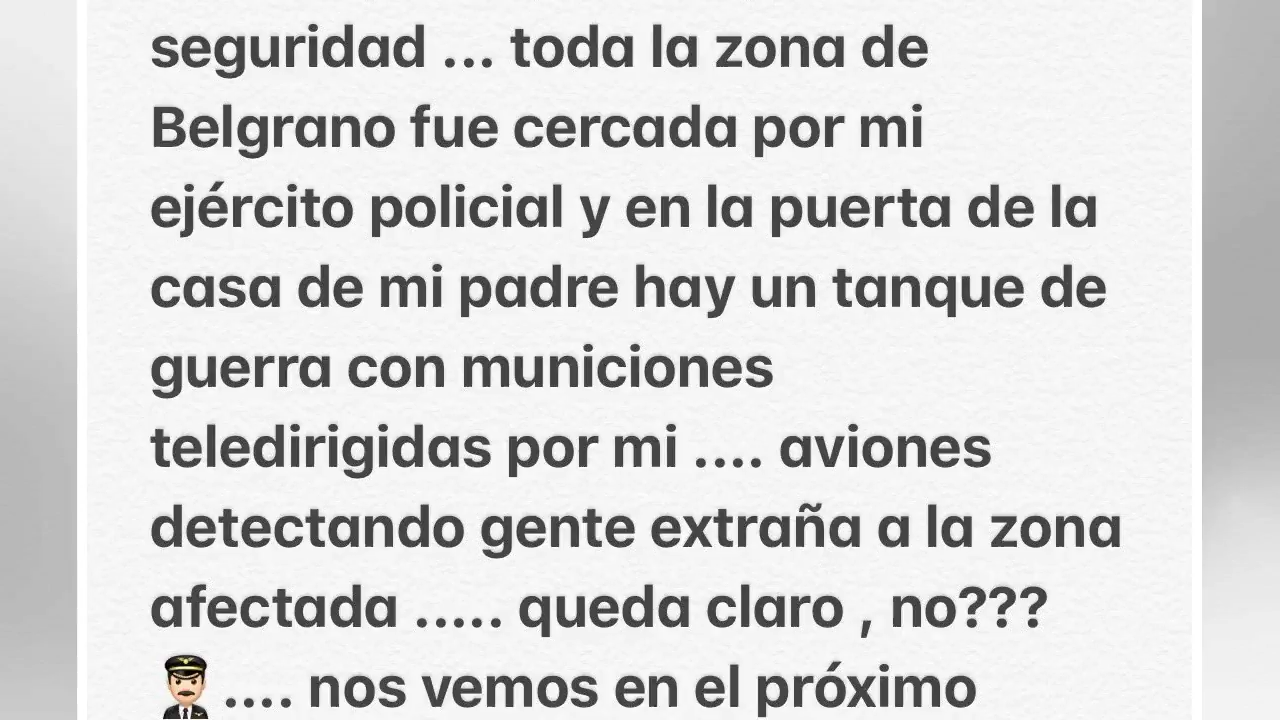 seguridad ... toda la zona de
Belgrano fue cercada por mi
ejército policial y en la puerta de la
casa de mi padre hay un tanque de
guerra con municiones
teledirigidas por mi .... aviones
detectando gente extraña a la zona
afectada ..... queda claro , no???
👨🏻‍✈️.... nos vemos en el próximo